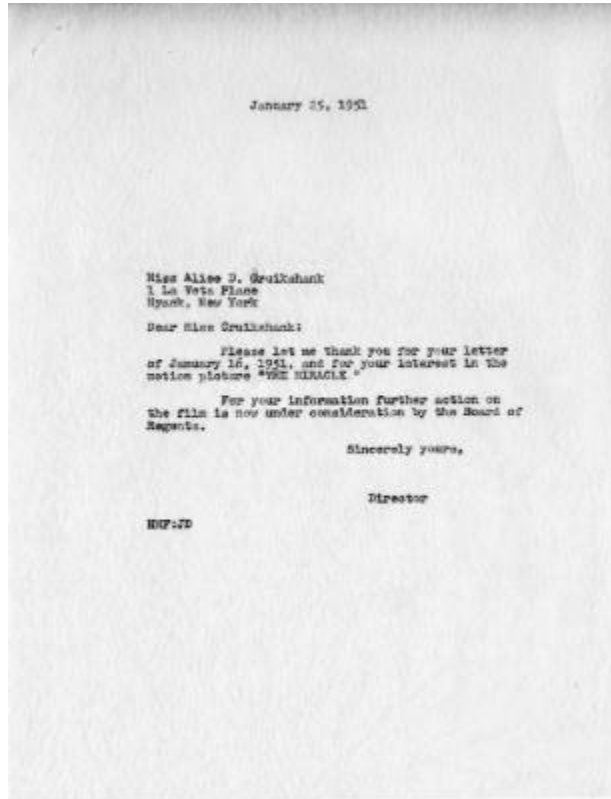 January 25, 1951
Miss Alice D. Cruikshank
1 La Veta Place
Nyack, New York
Dear Miss Cruikshank:
Please let me thank you for your letter
of January 16, 1951, and for your interest in the
motion picture "THE MIRACLE"
For your information further action on
the film is now under consideration by the Board of
Regents.
Sincerely yours,
Director
HMF:JD